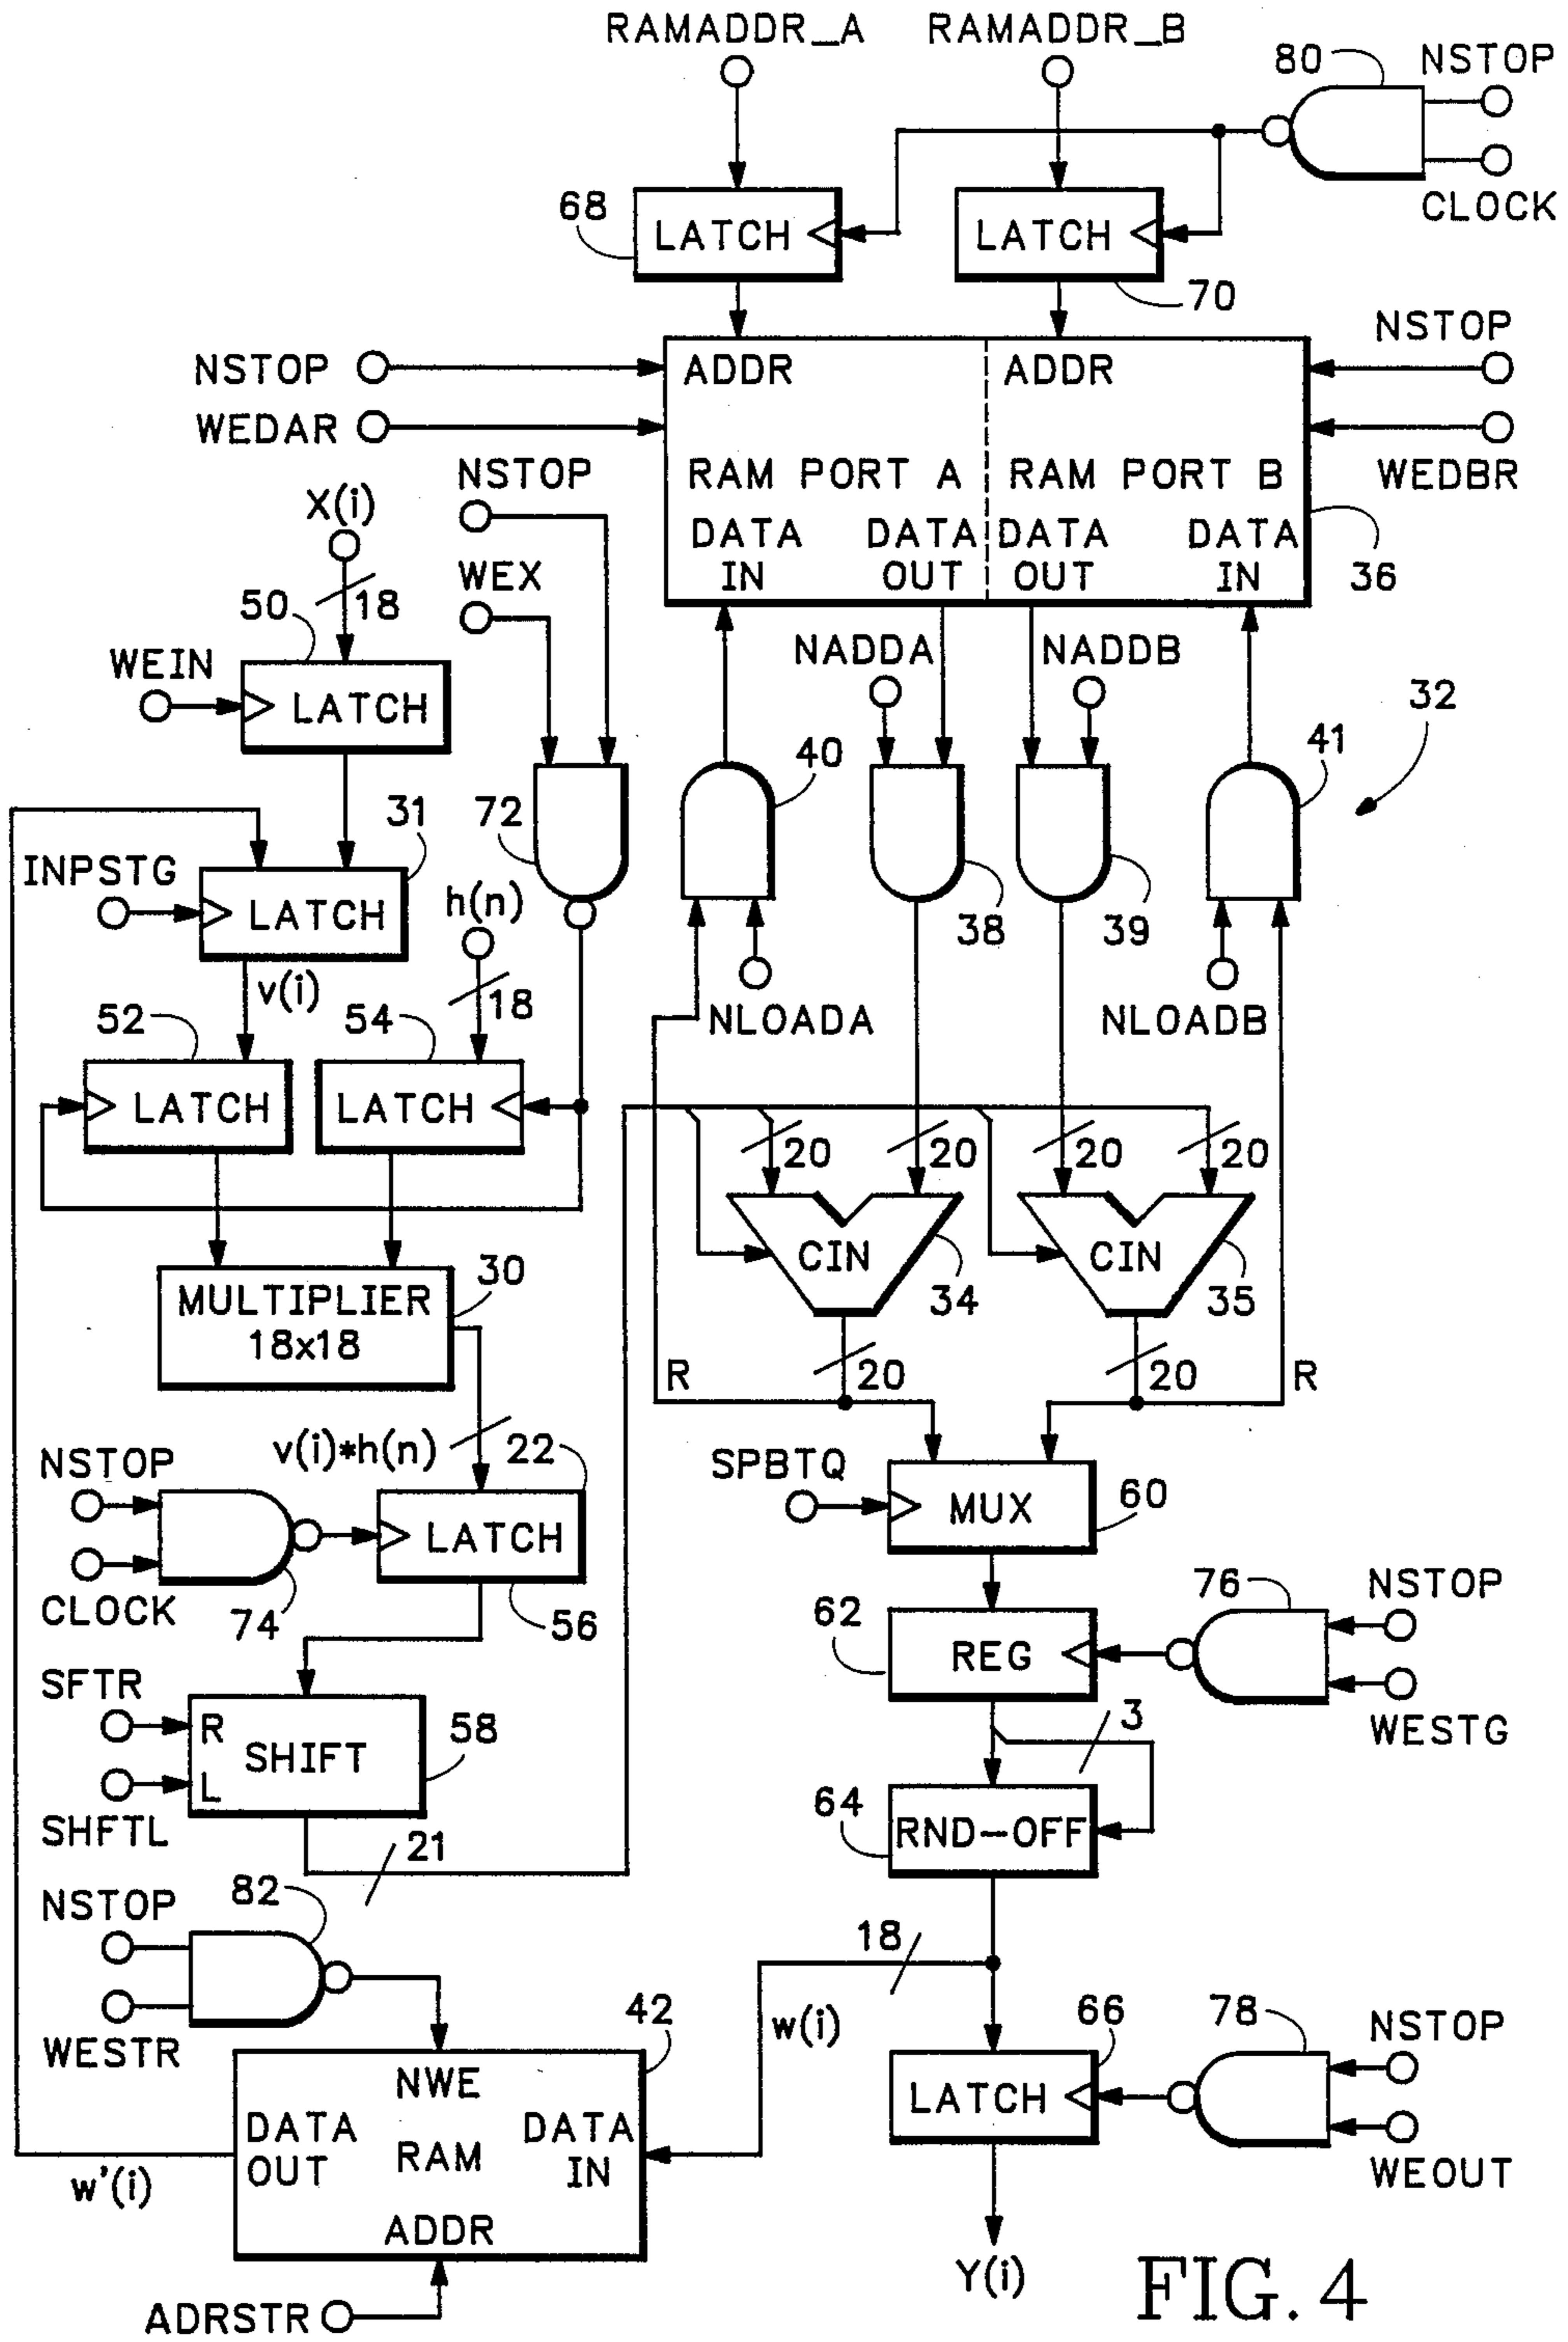 RAMADDR_A RAMADDR_B
80 NSTOP
CLOCK
68 LATCH LATCH
70
NSTOP ADDR ADDR NSTOP
WEDAR RAM PORT A RAM PORT B WEDBR
DATA IN DATA OUT DATA OUT DATA IN
36
NSTOP
X(i)
WEX
18
50
WEIN LATCH
NADDA NADDB
32
40 41
31
72
INPSTG LATCH
h(n)
38 39
v(i) 18
NLOADA NLOADB
52 54
LATCH LATCH
20 20 20 20
CIN CIN
34 35
30
MULTIPLIER
18x18
R 20 20 R
v(i)*h(n) 22
NSTOP
SPBTQ MUX 60
LATCH
CLOCK 74 56
76 NSTOP
62 REG
WESTG
SFTR
R
SHIFT 58
L
SHFTL
3
64 RND-OFF
21
NSTOP 82
18
WESTR
42
w(i)
66 78 NSTOP
NWE
LATCH
DATA OUT RAM DATA IN
WEOUT
w'(i)
ADDR
Y(i)
ADRSTR
FIG. 4